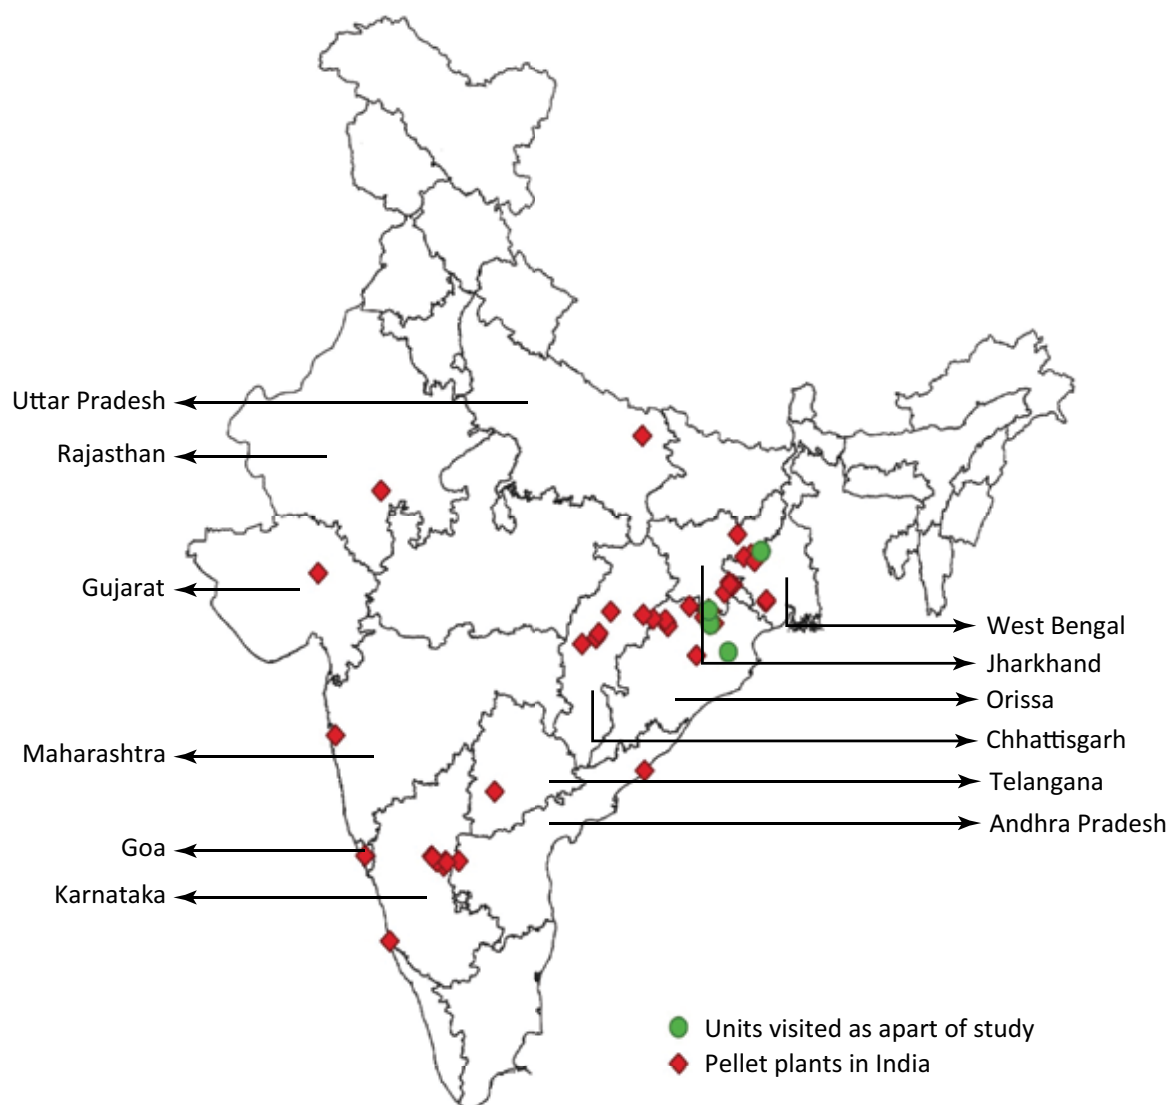 Uttar Pradesh
Rajasthan
Gujarat
Maharashtra
Goa
Karnataka
West Bengal
Jharkhand
Orissa
Chhattisgarh
Telangana
Andhra Pradesh
Units visited as apart of study
Pellet plants in India